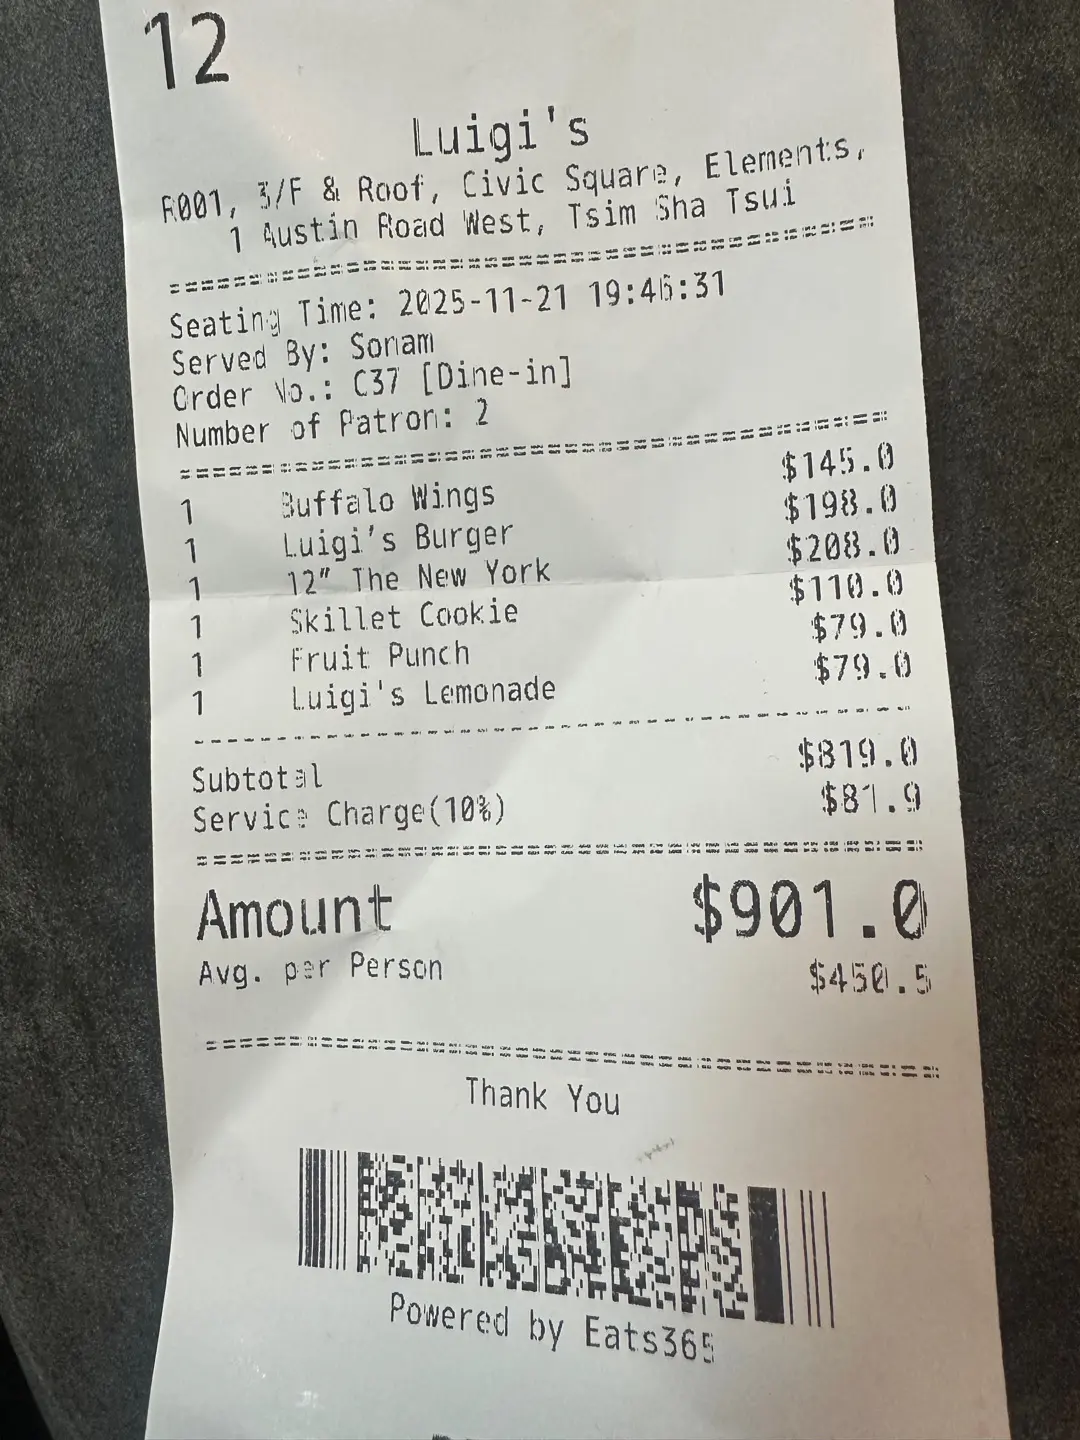 12
Luigi's
R001, 3/F & Roof, Civic Square, Elements,
1 Austin Road West, Tsim Sha Tsui
Seating Time: 2025-11-21 19:46:31
Served By: Sonam
Order No.: C37 [Dine-in]
Number of Patron: 2
1 Buffalo Wings $145.0
1 Luigi's Burger $198.0
1 12" The New York $208.0
1 Skillet Cookie $110.0
1 Fruit Punch $79.0
1 Luigi's Lemonade $79.0
Subtotal $819.0
Service Charge(10%) $81.9
Amount $901.0
Avg. per Person $450.5
Thank You
Powered by Eats365